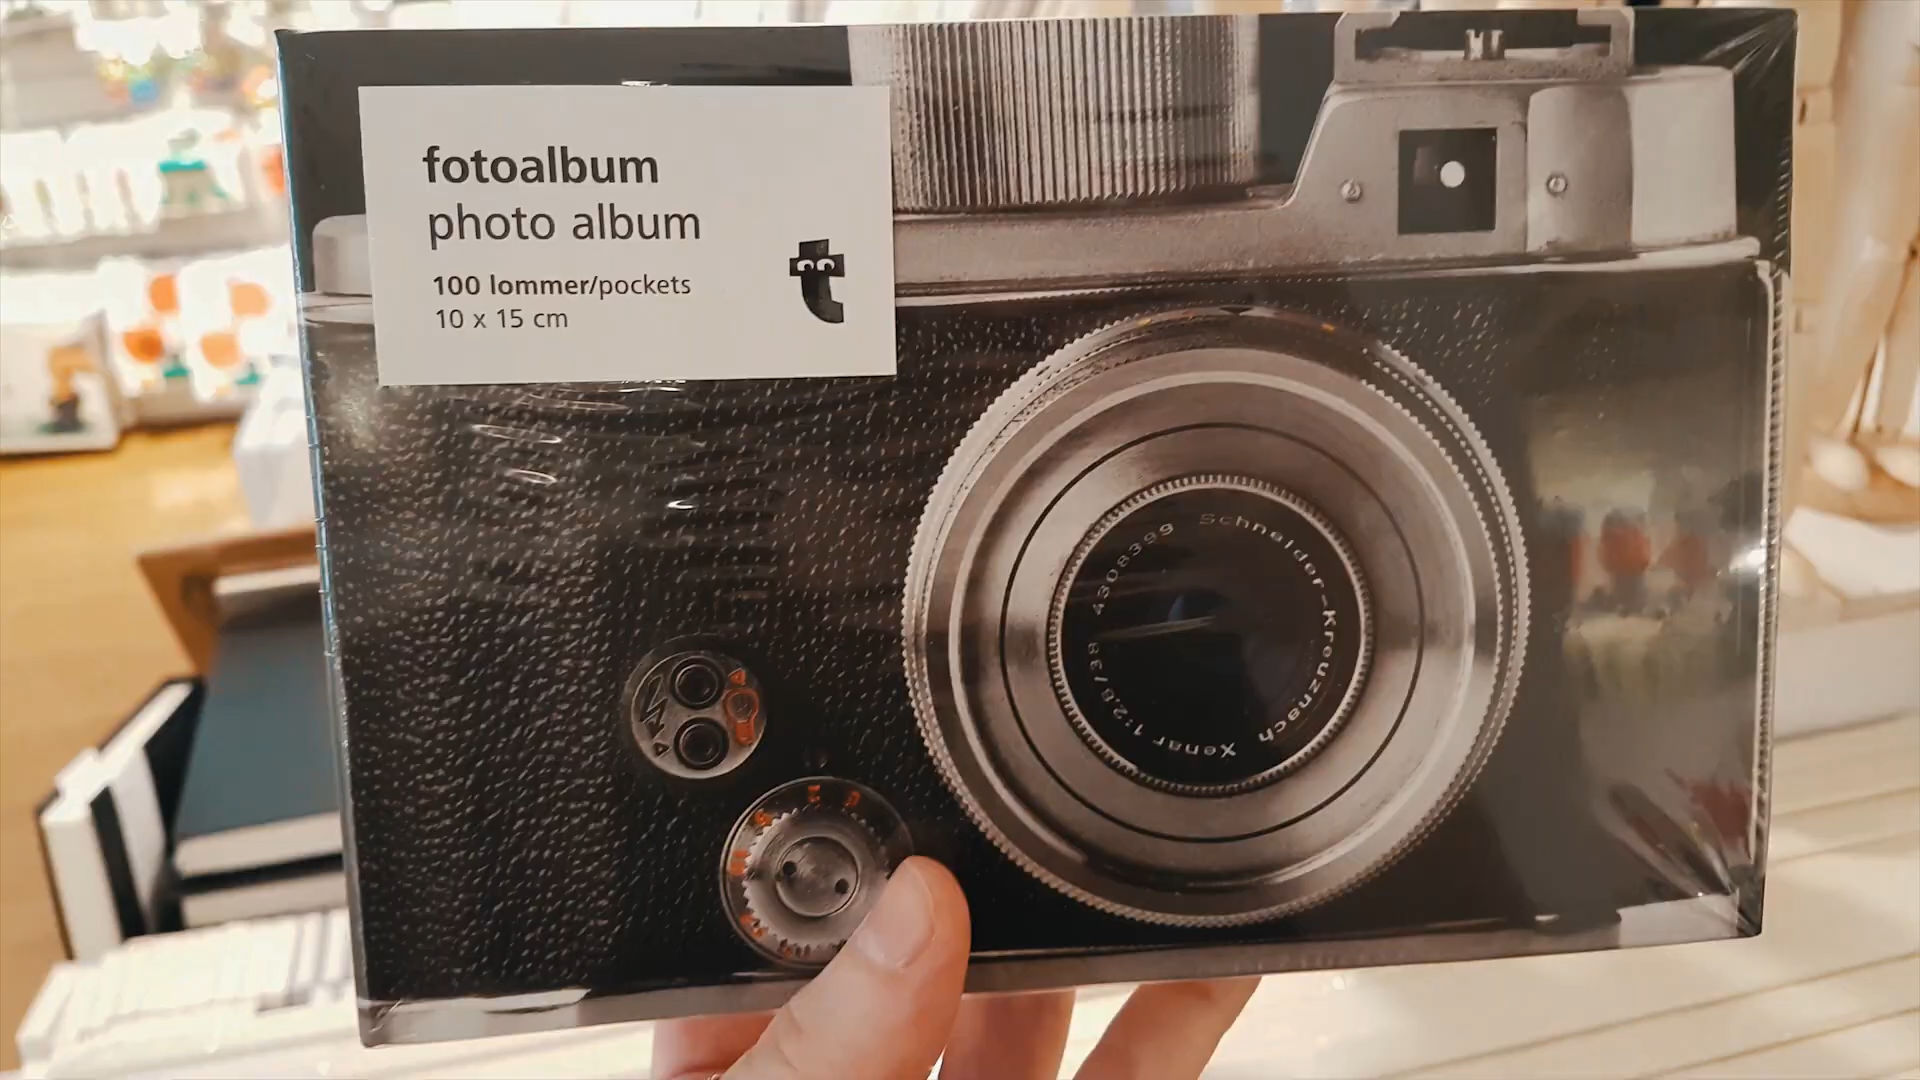 fotoalbum
photo album
100 lommer/pockets
10 x 15 cm
Schneider-Kreuznach Xenar 1:2.8/38 4308399